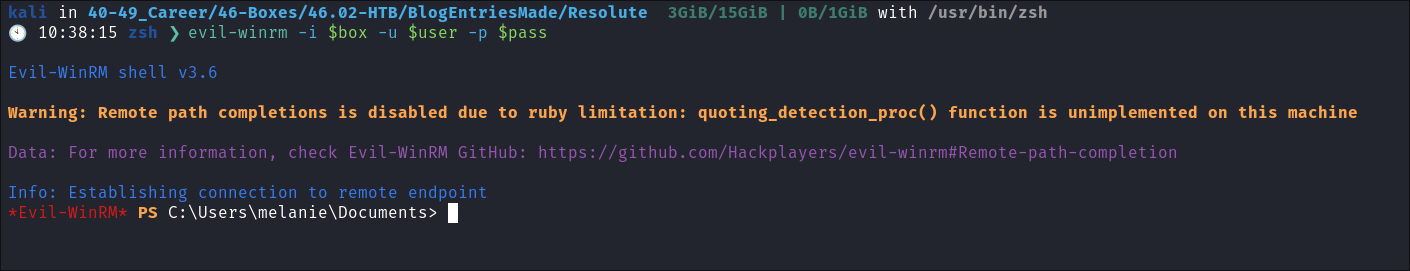 kali in 40-49_Career/46-Boxes/46.02-HTB/BlogEntriesMade/Resolute 3GiB/15GiB | 0B/1GiB with /usr/bin/zsh
🕙 10:38:15 zsh ❯ evil-winrm -i $box -u $user -p $pass
Evil-WinRM shell v3.6
Warning: Remote path completions is disabled due to ruby limitation: quoting_detection_proc() function is unimplemented on this machine
Data: For more information, check Evil-WinRM GitHub: https://github.com/Hackplayers/evil-winrm#Remote-path-completion
Info: Establishing connection to remote endpoint
*Evil-WinRM* PS C:\Users\melanie\Documents>